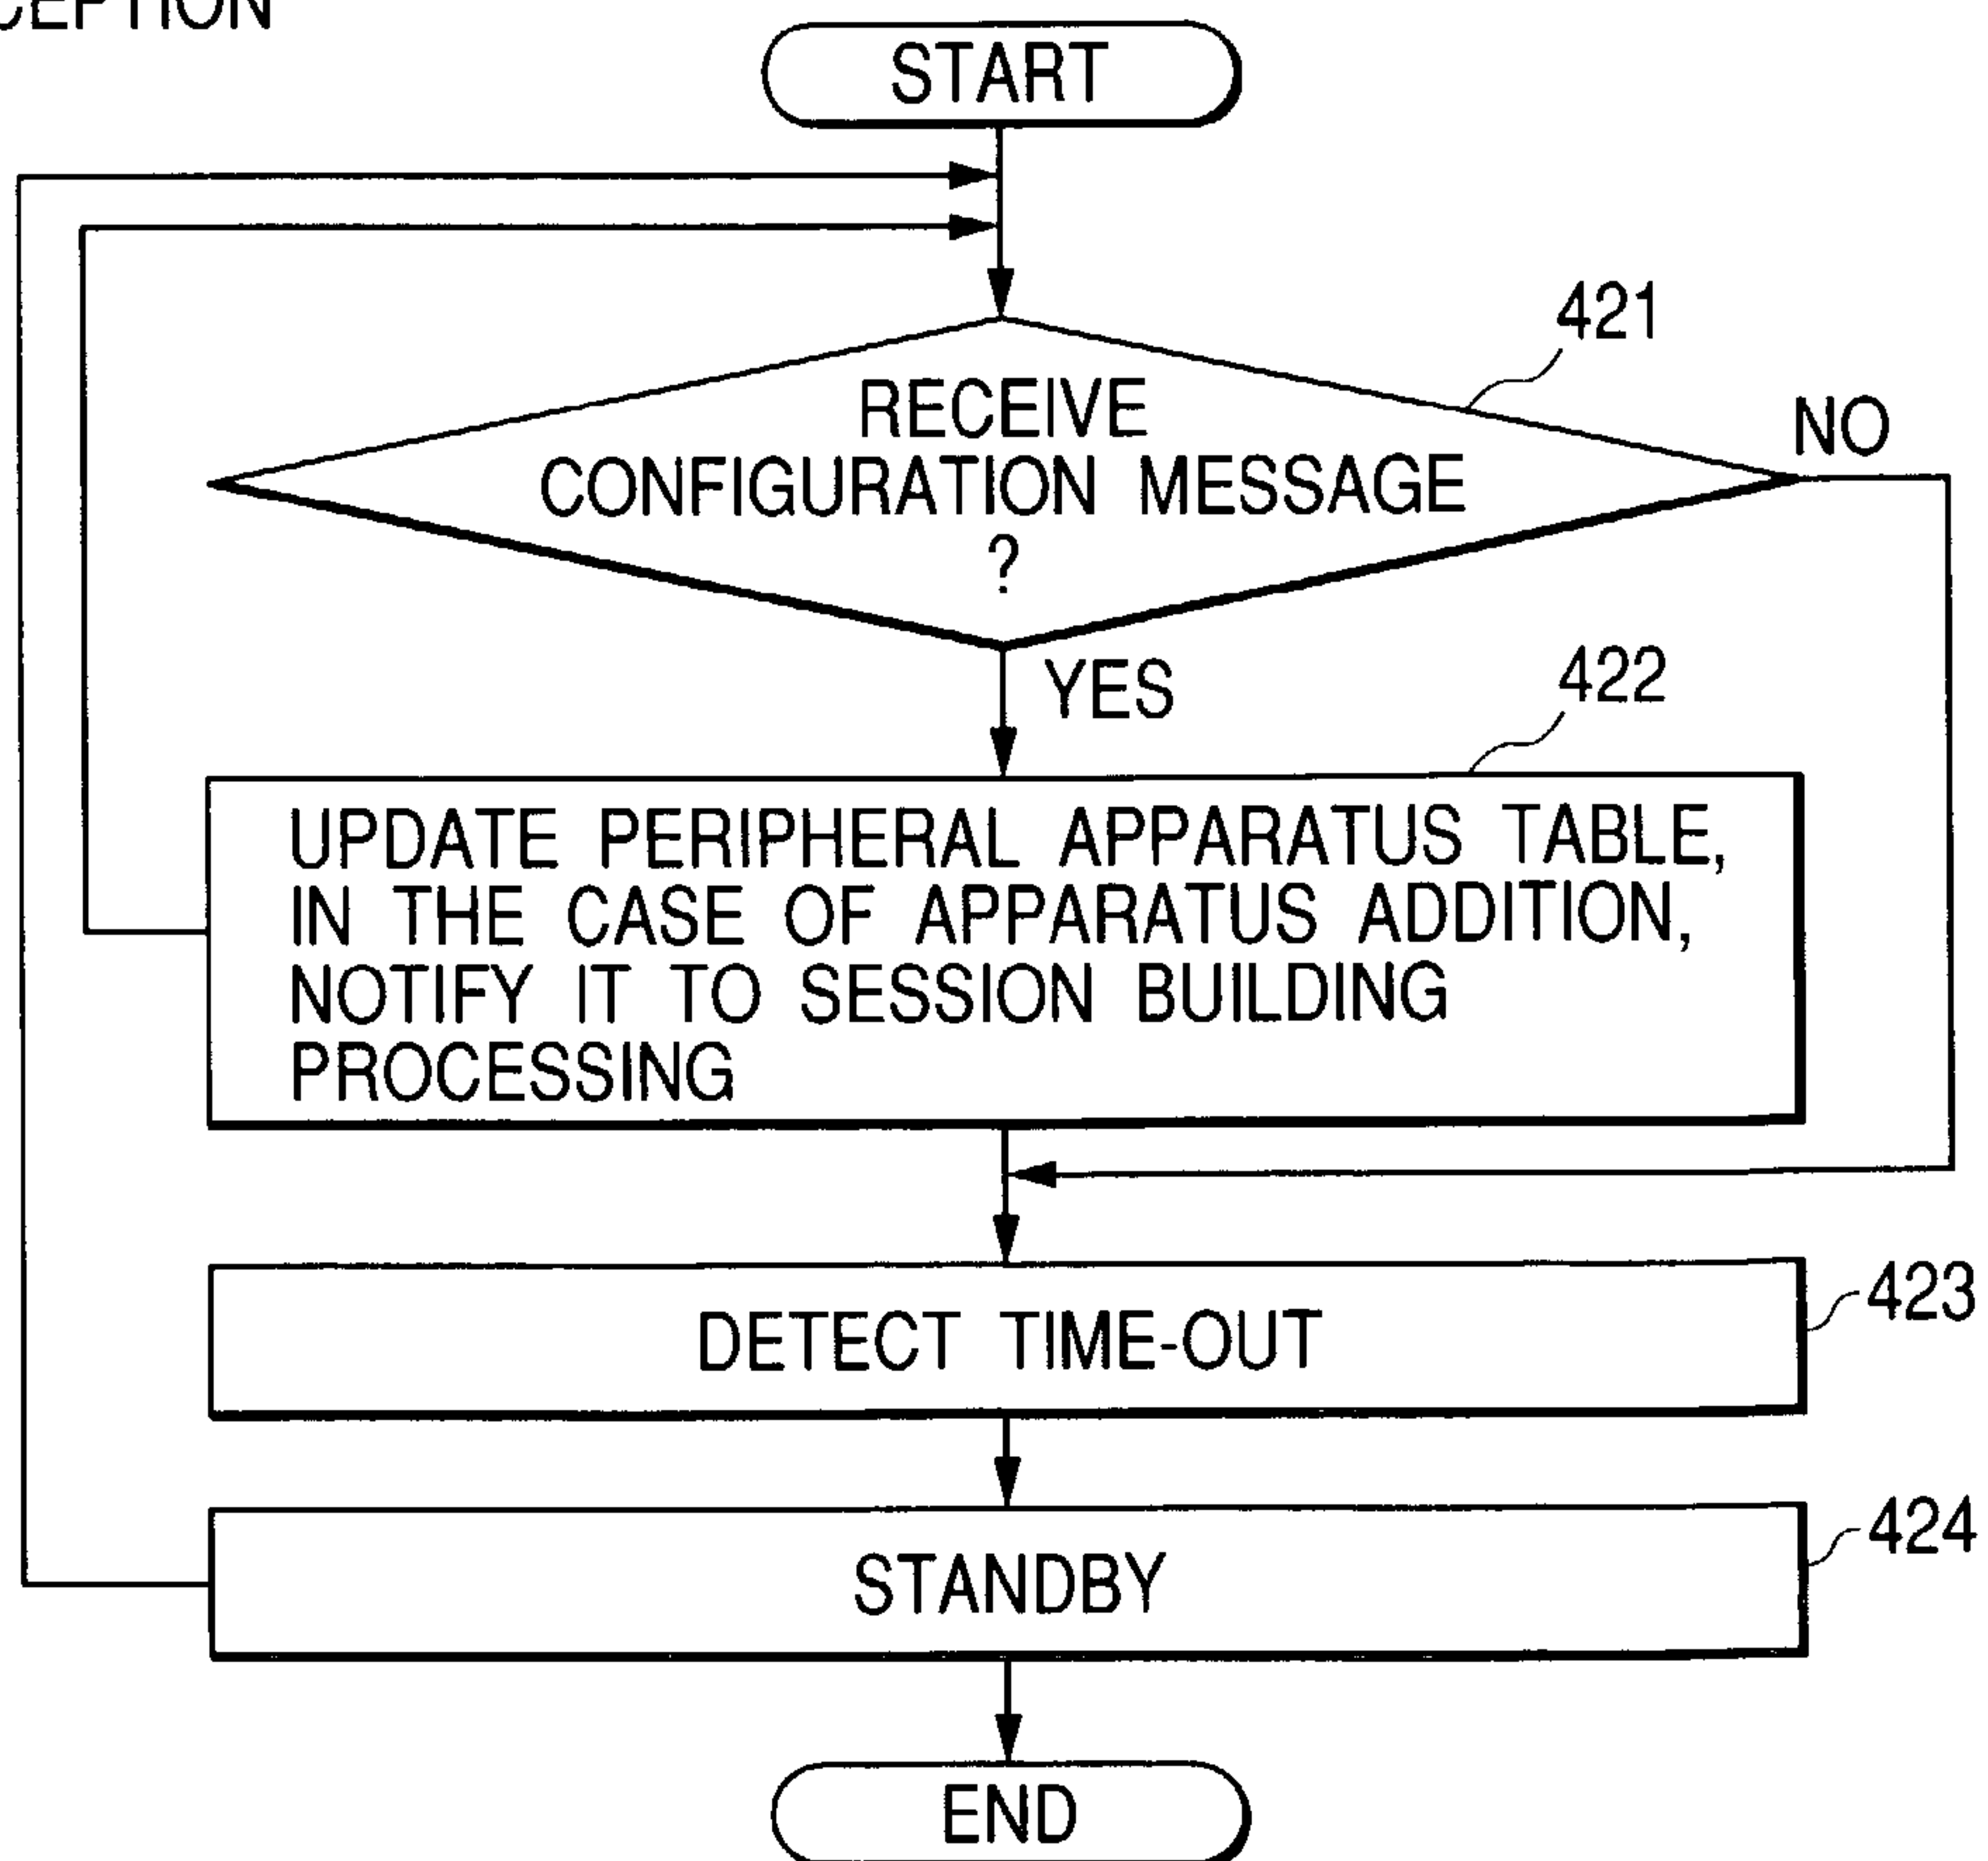 START
421
RECEIVE
CONFIGURATION MESSAGE
?
NO
YES
422
UPDATE PERIPHERAL APPARATUS TABLE,
IN THE CASE OF APPARATUS ADDITION,
NOTIFY IT TO SESSION BUILDING
PROCESSING
423
DETECT TIME-OUT
424
STANDBY
END